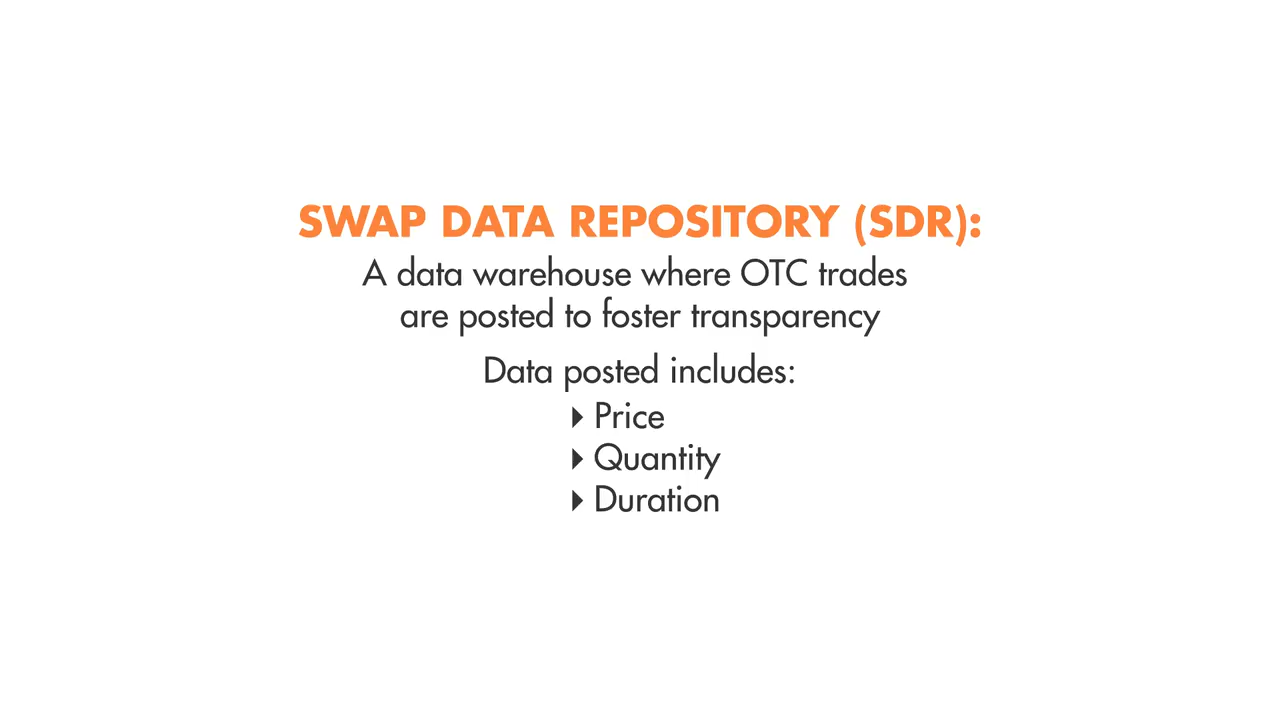 SWAP DATA REPOSITORY (SDR):
A data warehouse where OTC trades
are posted to foster transparency
Data posted includes:
Price
Quantity
Duration